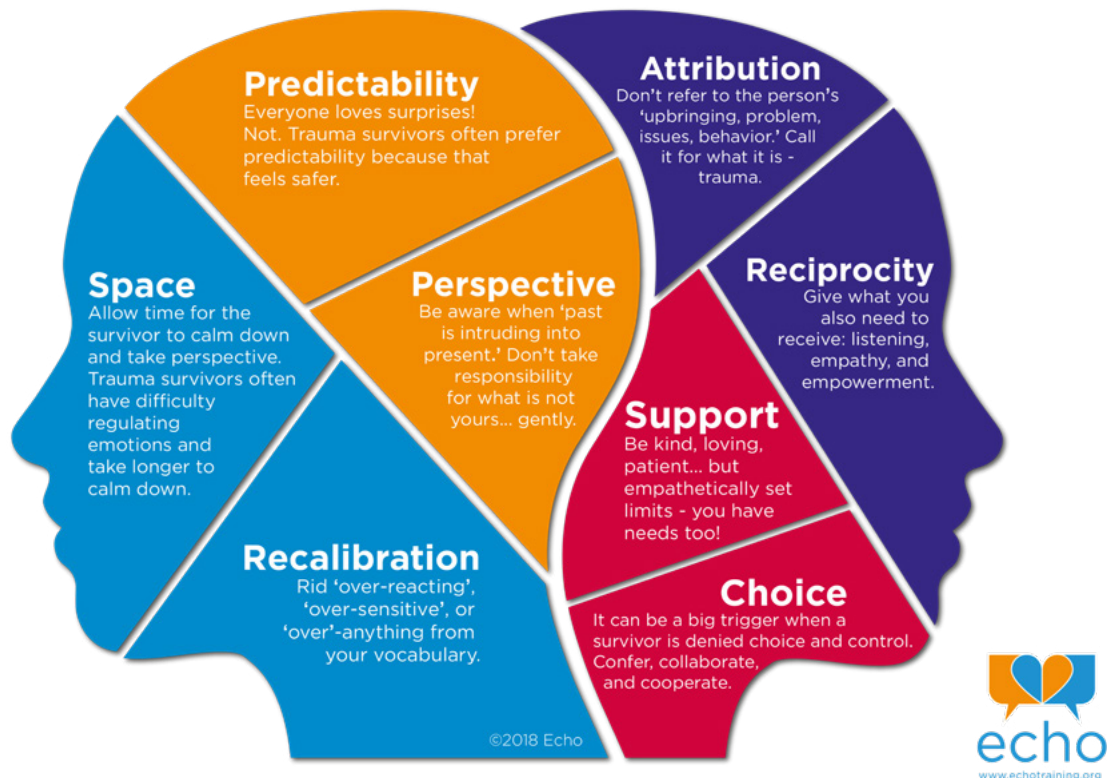 Predictability
Everyone loves surprises!
Not. Trauma survivors often prefer
predictability because that
feels safer.
Attribution
Don't refer to the person's
‘upbringing, problem,
issues, behavior.’ Call
it for what it is -
trauma.
Space
Allow time for the
survivor to calm down
and take perspective.
Trauma survivors often
have difficulty
regulating
emotions and
take longer to
calm down.
Perspective
Be aware when ‘past
is intruding into
present.’ Don't take
responsibility
for what is not
yours... gently.
Reciprocity
Give what you
also need to
receive: listening,
empathy, and
empowerment.
Support
Be kind, loving,
patient... but
empathetically set
limits - you have
needs too!
Recalibration
Rid ‘over-reacting’,
‘over-sensitive’, or
‘over’-anything from
your vocabulary.
Choice
It can be a big trigger when a
survivor is denied choice and control.
Confer, collaborate,
and cooperate.
©2018 Echo
echo
www.echotraining.org